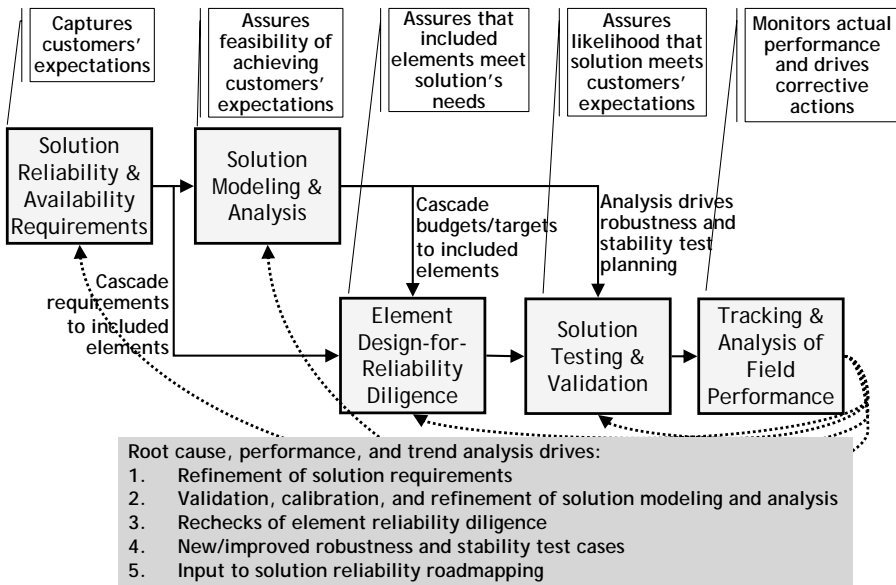 Captures
customers’
expectations
Assures
feasibility of
achieving
customers’
expectations
Assures that
included
elements meet
solution’s
needs
Assures
likelihood that
solution meets
customers’
expectations
Monitors actual
performance
and drives
corrective
actions
Solution
Reliability &
Availability
Requirements
Solution
Modeling &
Analysis
Cascade
budgets/targets
to included
elements
Analysis drives
robustness and
stability test
planning
Cascade
requirements
to included
elements
Element
Design-for-
Reliability
Diligence
Solution
Testing &
Validation
Tracking &
Analysis of
Field
Performance
Root cause, performance, and trend analysis drives:
1. Refinement of solution requirements
2. Validation, calibration, and refinement of solution modeling and analysis
3. Rechecks of element reliability diligence
4. New/improved robustness and stability test cases
5. Input to solution reliability roadmapping